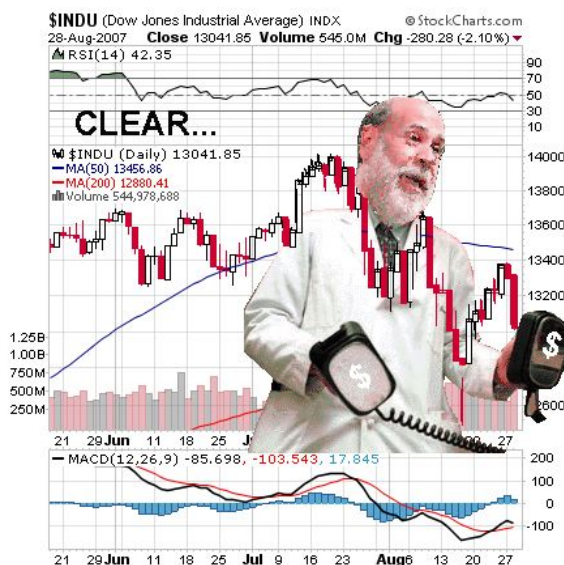 $INDU (Dow Jones Industrial Average) INDX
© StockCharts.com
28-Aug-2007 Close 13041.85 Volume 545.0M Chg -280.28 (-2.10%)
RSI(14) 42.35
90
70
50
30
10
CLEAR...
$INDU (Daily) 13041.85
MA(50) 13456.86
MA(200) 12880.41
Volume 544,978,688
14000
13800
13600
13400
13200
1.25B
1.00B
750M
500M
250M
$
$
21 29 Jun 11 18 25
6 20 27
MACD(12,26,9) -85.698, -103.543, 17.845
200
100
0
-100
21 29 Jun 11 18 25 Jul 9 16 23 Aug 6 13 20 27